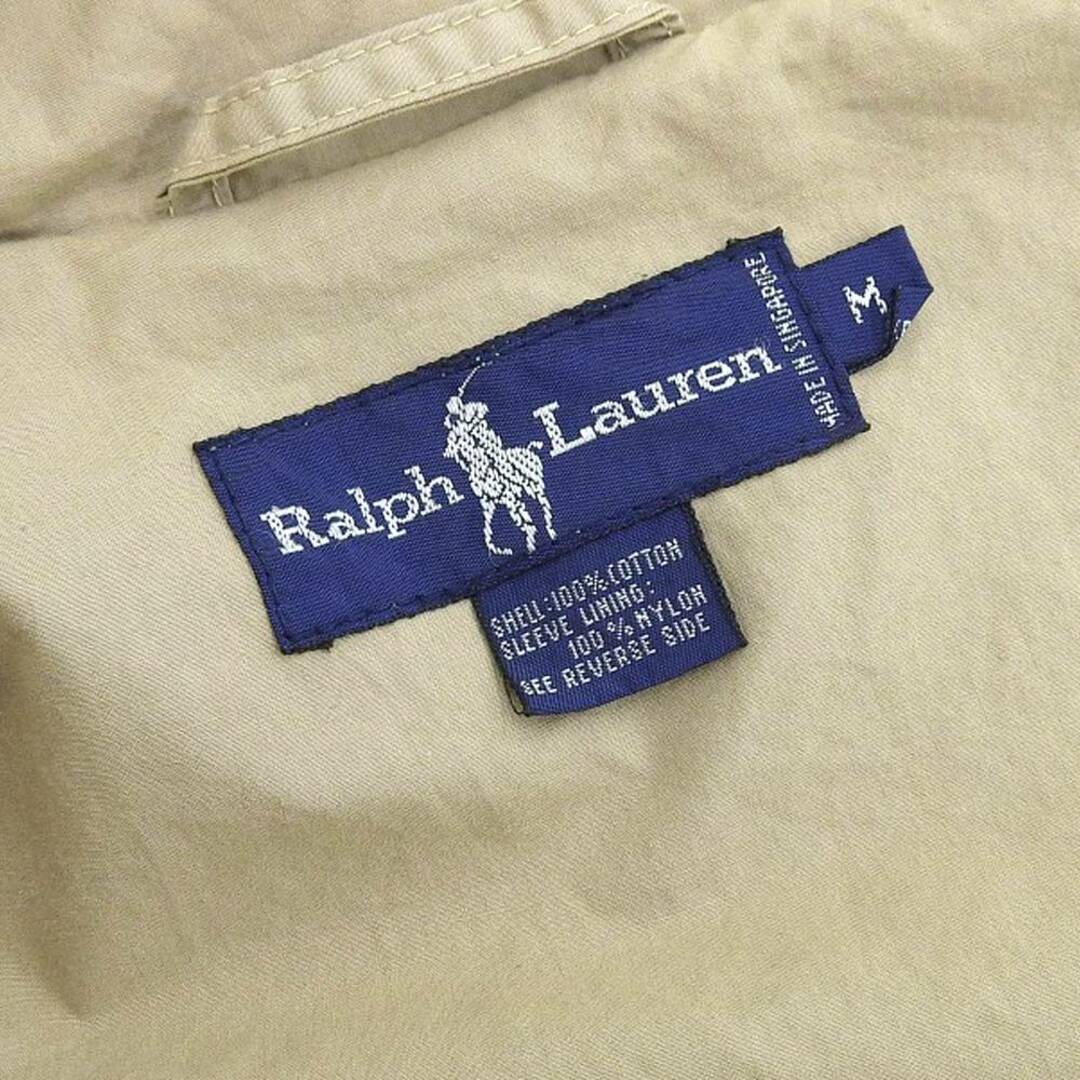 Ralph Lauren
MADE IN SINGAPORE
M
SHELL:100%COTTON
SLEEVE LINING:
100%NYLON
SEE REVERSE SIDE